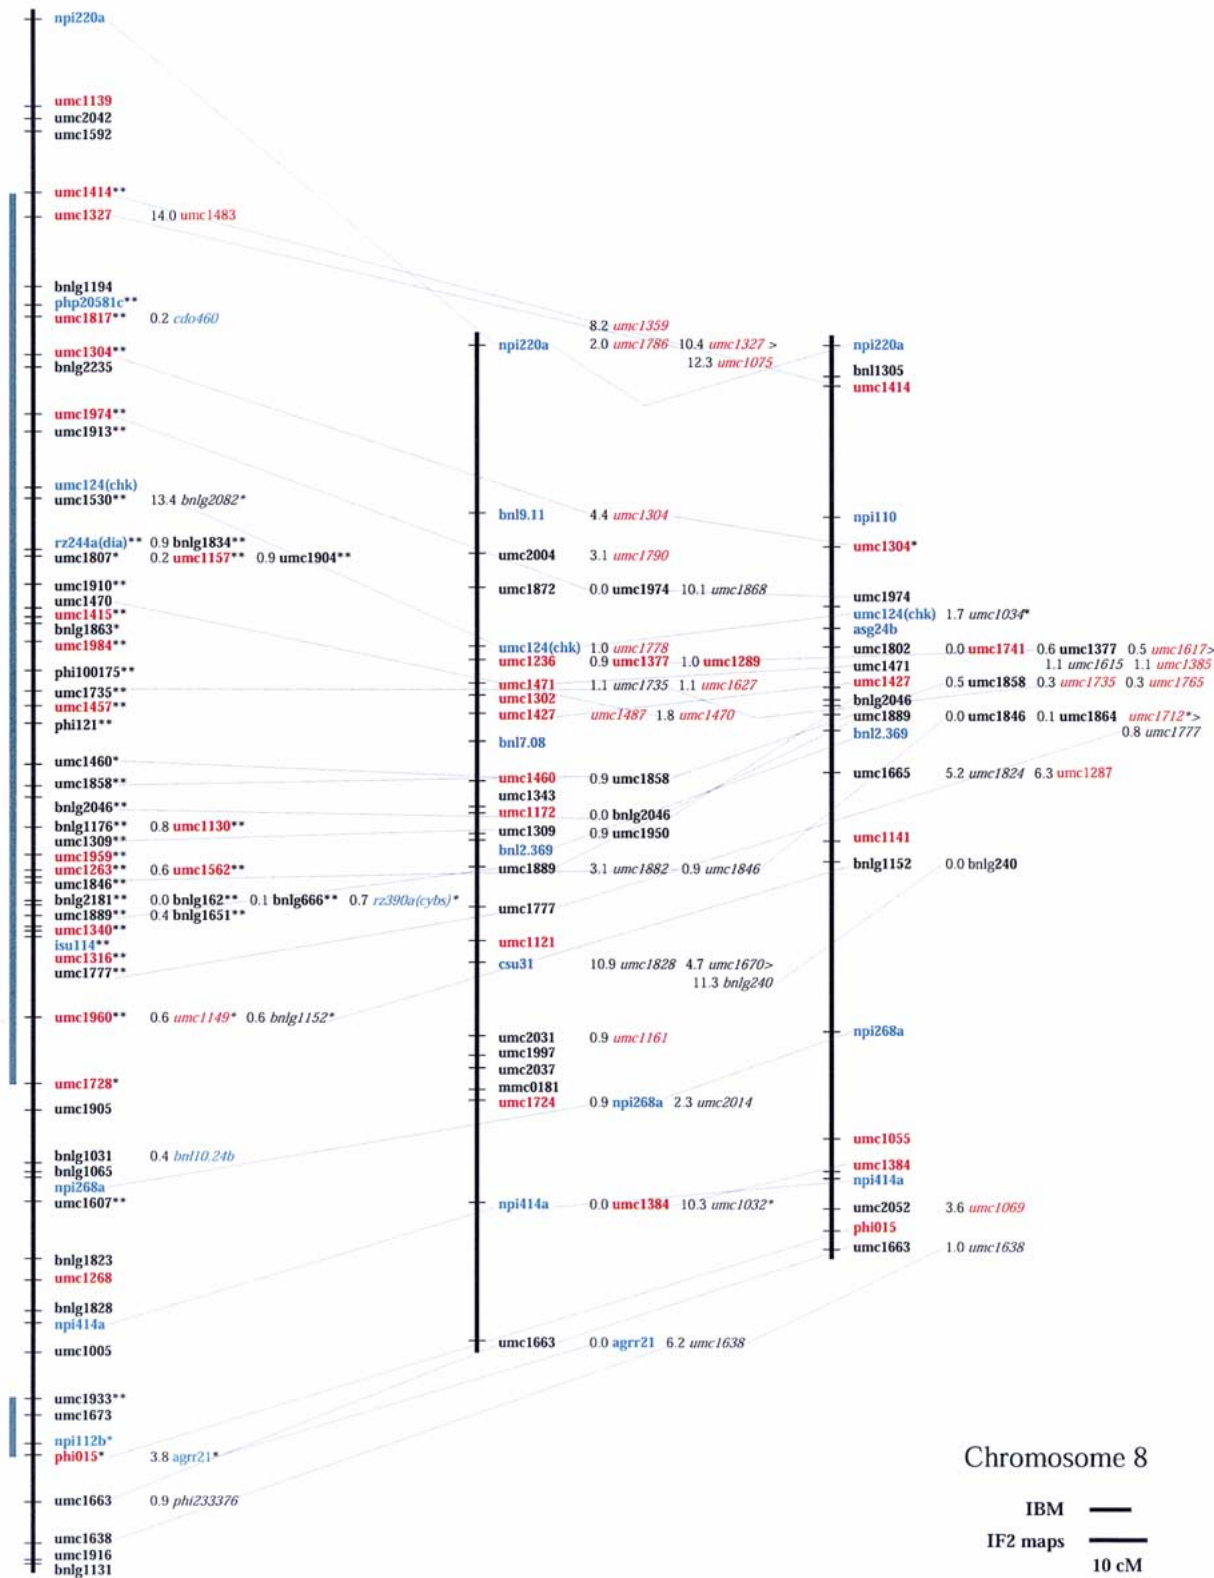 npi220a
umc1139
umc2042
umc1592
umc1414**
umc1327 14.0 umc1483
bnlg1194
php20581c**
umc1817** 0.2 cdo460
umc1304**
bnlg2235
umc1974**
umc1913**
umc124(chk)
umc1530** 13.4 bnlg2082*
rz244a(dia)** 0.9 bnlg1834**
umc1807* 0.2 umc1157** 0.9 umc1904**
umc1910**
umc1470
umc1415**
bnlg1863*
umc1984**
phi100175**
umc1735**
umc1457**
phi121**
umc1460*
umc1858**
bnlg2046**
bnlg1176** 0.8 umc1130**
umc1309**
umc1959**
umc1263** 0.6 umc1562**
umc1846**
bnlg2181** 0.0 bnlg162** 0.1 bnlg666** 0.7 rz390a(cybs)*
umc1889** 0.4 bnlg1651**
umc1340**
isu114**
umc1316**
umc1777**
umc1960** 0.6 umc1149* 0.6 bnlg1152*
umc1728*
umc1905
bnlg1031 0.4 bnl10.24b
bnlg1065
npi268a
umc1607**
bnlg1823
umc1268
bnlg1828
npi414a
umc1005
umc1933**
umc1673
npi112b*
phi015* 3.8 agrr21*
umc1663 0.9 phi233376
umc1638
umc1916
bnlg1131
8.2 umc1359
npi220a 2.0 umc1786 10.4 umc1327 >
12.3 umc1075
bnl9.11 4.4 umc1304
umc2004 3.1 umc1790
umc1872 0.0 umc1974 10.1 umc1868
umc124(chk) 1.0 umc1778
umc1236 0.9 umc1377 1.0 umc1289
umc1471 1.1 umc1735 1.1 umc1627
umc1302
umc1427 umc1487 1.8 umc1470
bnl7.08
umc1460 0.9 umc1858
umc1343
umc1172 0.0 bnlg2046
umc1309 0.9 umc1950
bnl2.369
umc1889 3.1 umc1882 0.9 umc1846
umc1777
umc1121
csu31 10.9 umc1828 4.7 umc1670>
11.3 bnlg240
umc2031 0.9 umc1161
umc1997
umc2037
mmc0181
umc1724 0.9 npi268a 2.3 umc2014
npi414a 0.0 umc1384 10.3 umc1032*
umc1663 0.0 agrr21 6.2 umc1638
npi220a
bnl1305
umc1414
npi110
umc1304*
umc1974
umc124(chk) 1.7 umc1034*
asg24b
umc1802 0.0 umc1741 0.6 umc1377 0.5 umc1617>
umc1471 1.1 umc1615 1.1 umc1385
umc1427 0.5 umc1858 0.3 umc1735 0.3 umc1765
bnlg2046
umc1889 0.0 umc1846 0.1 umc1864 umc1712*>
bnl2.369 0.8 umc1777
umc1665 5.2 umc1824 6.3 umc1287
umc1141
bnlg1152 0.0 bnlg240
npi268a
umc1055
umc1384
npi414a
umc2052 3.6 umc1069
phi015
umc1663 1.0 umc1638
Chromosome 8
IBM
IF2 maps
10 cM